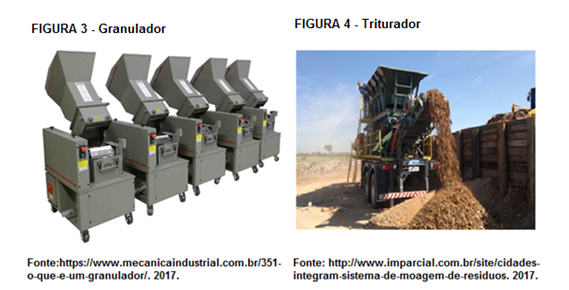 FIGURA 3 - Granulador
FIGURA 4 - Triturador
Fonte:https://www.mecanicaindustrial.com.br/351-
o-que-e-um-granulador/. 2017.
Fonte: http://www.imparcial.com.br/site/cidades-
integram-sistema-de-moagem-de-residuos. 2017.